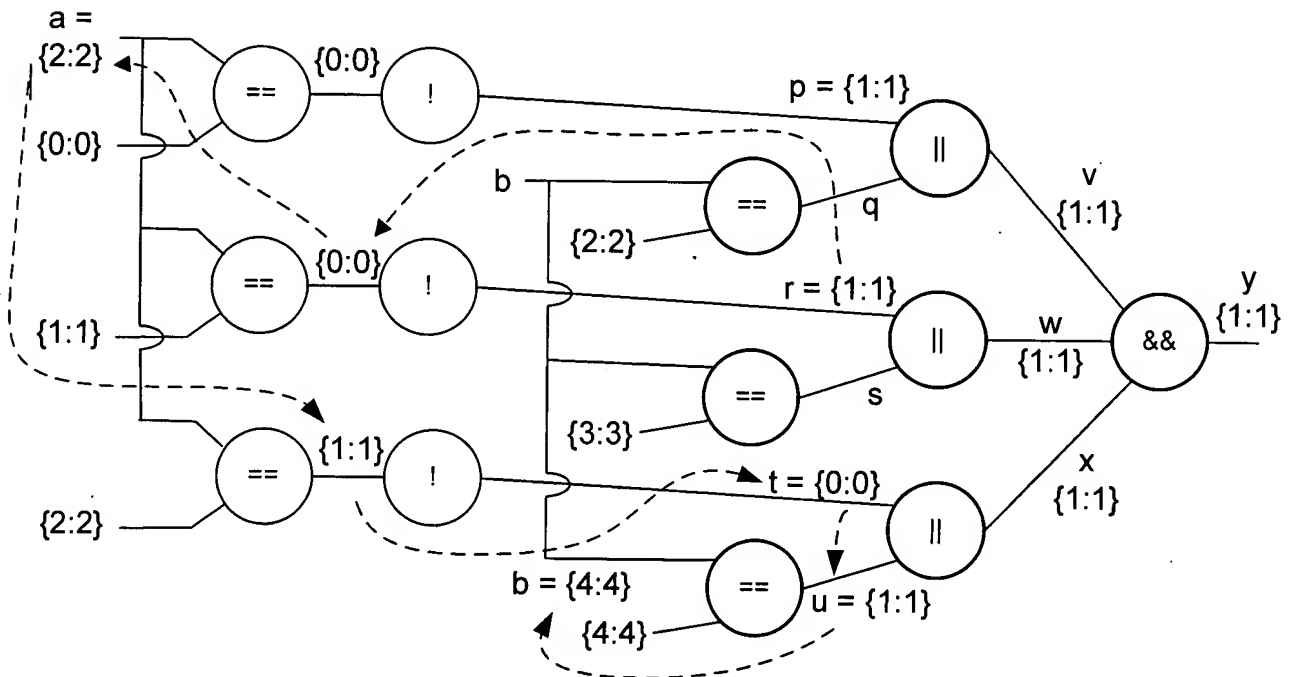 a =
{2:2}
{0:0}
==
{0:0}
!
p = {1:1}
||
b
==
q
{2:2}
v
{1:1}
==
{0:0}
!
{1:1}
r = {1:1}
||
w
{1:1}
&&
y
{1:1}
==
s
{3:3}
==
{1:1}
!
{2:2}
t = {0:0}
||
x
{1:1}
b = {4:4}
==
u = {1:1}
{4:4}